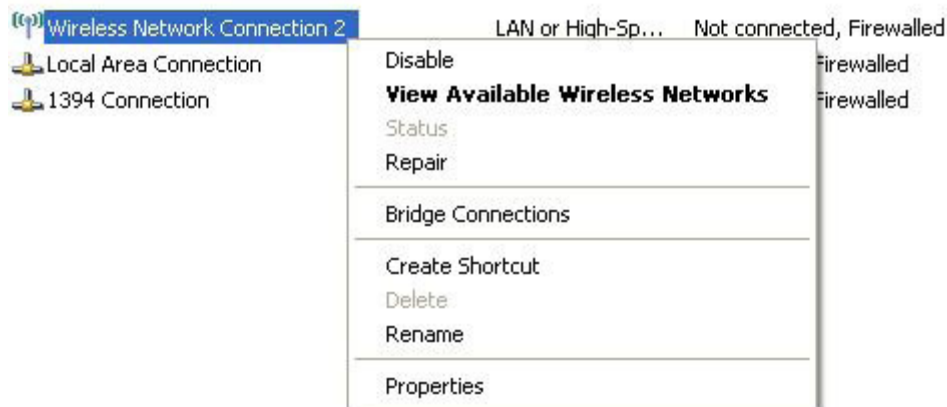 Wireless Network Connection 2 LAN or High-Sp... Not connected, Firewalled
Local Area Connection Firewalled
1394 Connection Firewalled
Disable
View Available Wireless Networks
Status
Repair
Bridge Connections
Create Shortcut
Delete
Rename
Properties